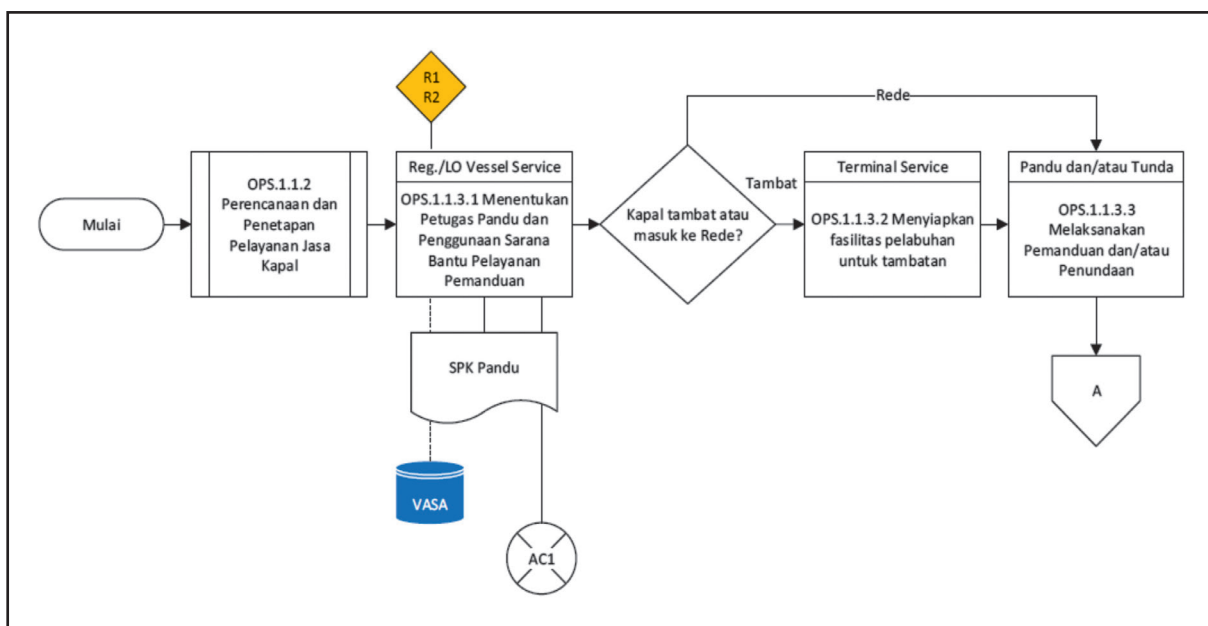 R1
R2
Rede
Mulai
OPS.1.1.2
Perencanaan dan
Penetapan
Pelayanan Jasa
Kapal
Reg./LO Vessel Service
OPS.1.1.3.1 Menentukan
Petugas Pandu dan
Penggunaan Sarana
Bantu Pelayanan
Pemanduan
Kapal tambat atau
masuk ke Rede?
Tambat
Terminal Service
OPS.1.1.3.2 Menyiapkan
fasilitas pelabuhan
untuk tambatan
Pandu dan/atau Tunda
OPS.1.1.3.3
Melaksanakan
Pemanduan dan/atau
Penundaan
SPK Pandu
A
VASA
AC1